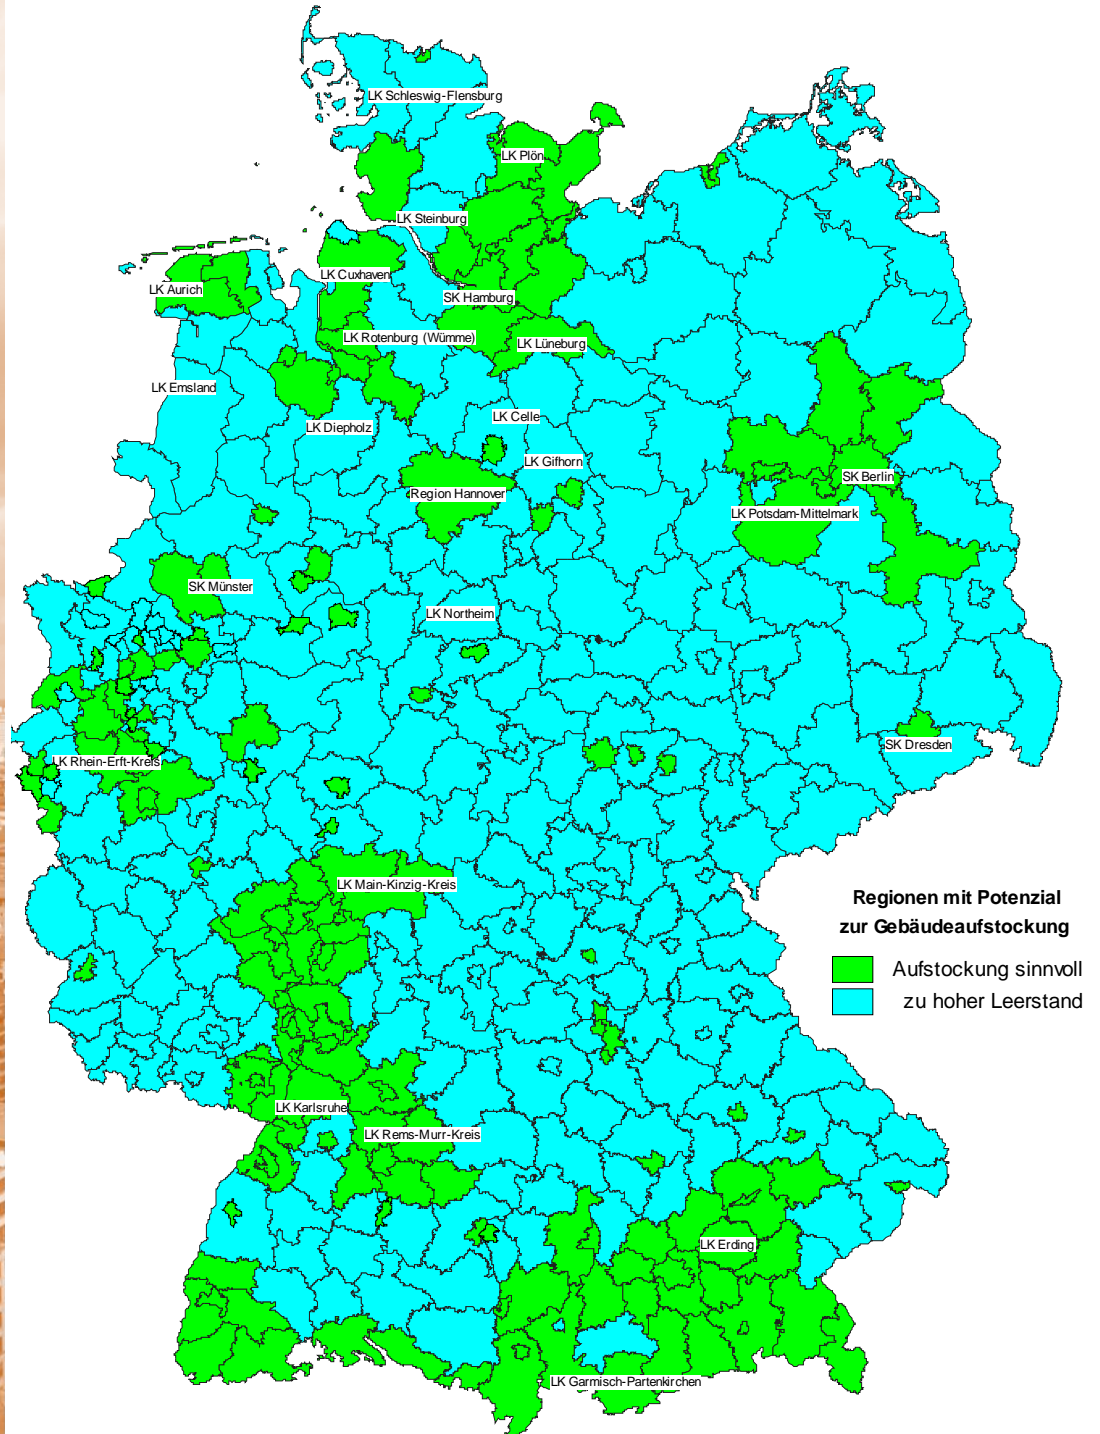 LK Schleswig-Flensburg
LK Plön
LK Steinburg
LK Cuxhaven
LK Aurich
SK Hamburg
LK Rotenburg (Wümme)
LK Lüneburg
LK Emsland
LK Celle
LK Diepholz
LK Gifhorn
SK Berlin
Region Hannover
LK Potsdam-Mittelmark
SK Münster
LK Northeim
SK Dresden
LK Rhein-Erft-Kreis
LK Main-Kinzig-Kreis
Regionen mit Potenzial
zur Gebäudeaufstockung
Aufstockung sinnvoll
zu hoher Leerstand
LK Karlsruhe
LK Rems-Murr-Kreis
LK Erding
LK Garmisch-Partenkirchen